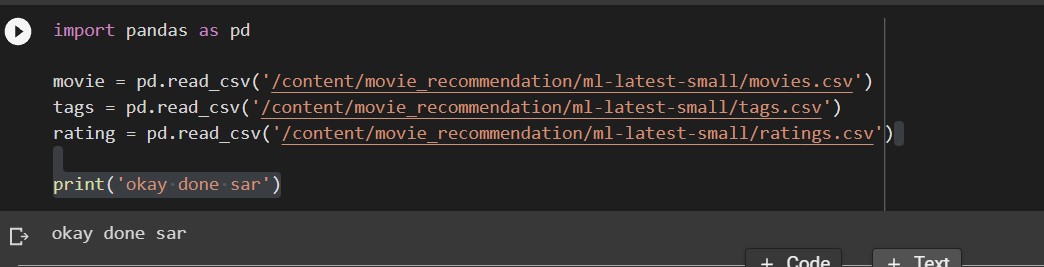 import pandas as pd
movie = pd.read_csv('/content/movie_recommendation/ml-latest-small/movies.csv')
tags = pd.read_csv('/content/movie_recommendation/ml-latest-small/tags.csv')
rating = pd.read_csv('/content/movie_recommendation/ml-latest-small/ratings.csv')
print('okay done sar')
okay done sar
+ Code + Text